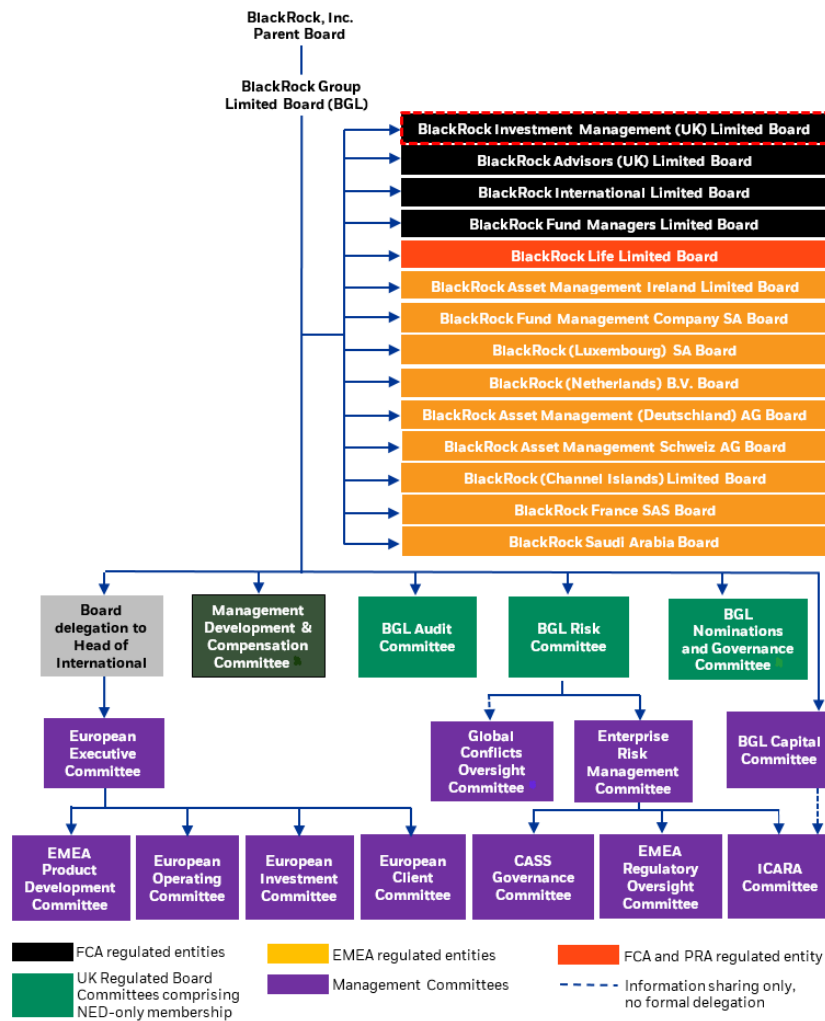 BlackRock, Inc.
Parent Board
BlackRock Group
Limited Board (BGL)
BlackRock Investment Management (UK) Limited Board
BlackRock Advisors (UK) Limited Board
BlackRock International Limited Board
BlackRock Fund Managers Limited Board
BlackRock Life Limited Board
BlackRock Asset Management Ireland Limited Board
BlackRock Fund Management Company SA Board
BlackRock (Luxembourg) SA Board
BlackRock (Netherlands) B.V. Board
BlackRock Asset Management (Deutschland) AG Board
BlackRock Asset Management Schweiz AG Board
BlackRock (Channel Islands) Limited Board
BlackRock France SAS Board
BlackRock Saudi Arabia Board
Board
delegation to
Head of
International
Management
Development &
Compensation
Committee
BGL Audit
Committee
BGL Risk
Committee
BGL
Nominations
and Governance
Committee
European
Executive
Committee
Global
Conflicts
Oversight
Committee
Enterprise
Risk
Management
Committee
BGL Capital
Committee
EMEA
Product
Development
Committee
European
Operating
Committee
European
Investment
Committee
European
Client
Committee
CASS
Governance
Committee
EMEA
Regulatory
Oversight
Committee
ICARA
Committee
FCA regulated entities
EMEA regulated entities
FCA and PRA regulated entity
UK Regulated Board
Committees comprising
NED-only membership
Management Committees
Information sharing only,
no formal delegation